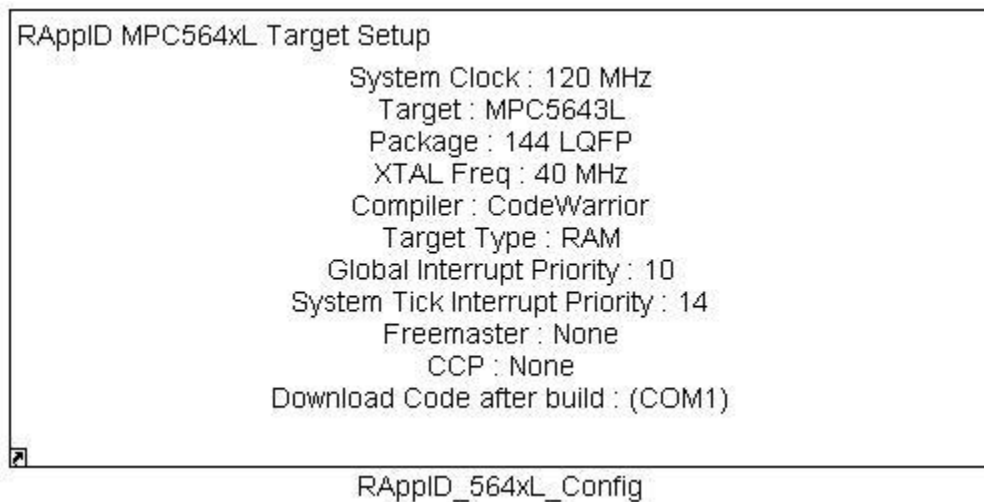 RAppID MPC564xL Target Setup
System Clock : 120 MHz
Target : MPC5643L
Package : 144 LQFP
XTAL Freq : 40 MHz
Compiler : CodeWarrior
Target Type : RAM
Global Interrupt Priority : 10
System Tick Interrupt Priority : 14
Freemaster : None
CCP : None
Download Code after build : (COM1)
RAppID_564xL_Config